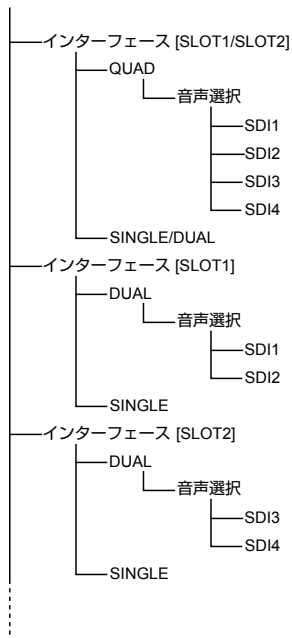 インターフェース [SLOT1/SLOT2]
QUAD
音声選択
SDI1
SDI2
SDI3
SDI4
SINGLE/DUAL
インターフェース [SLOT1]
DUAL
音声選択
SDI1
SDI2
SINGLE
インターフェース [SLOT2]
DUAL
音声選択
SDI3
SDI4
SINGLE